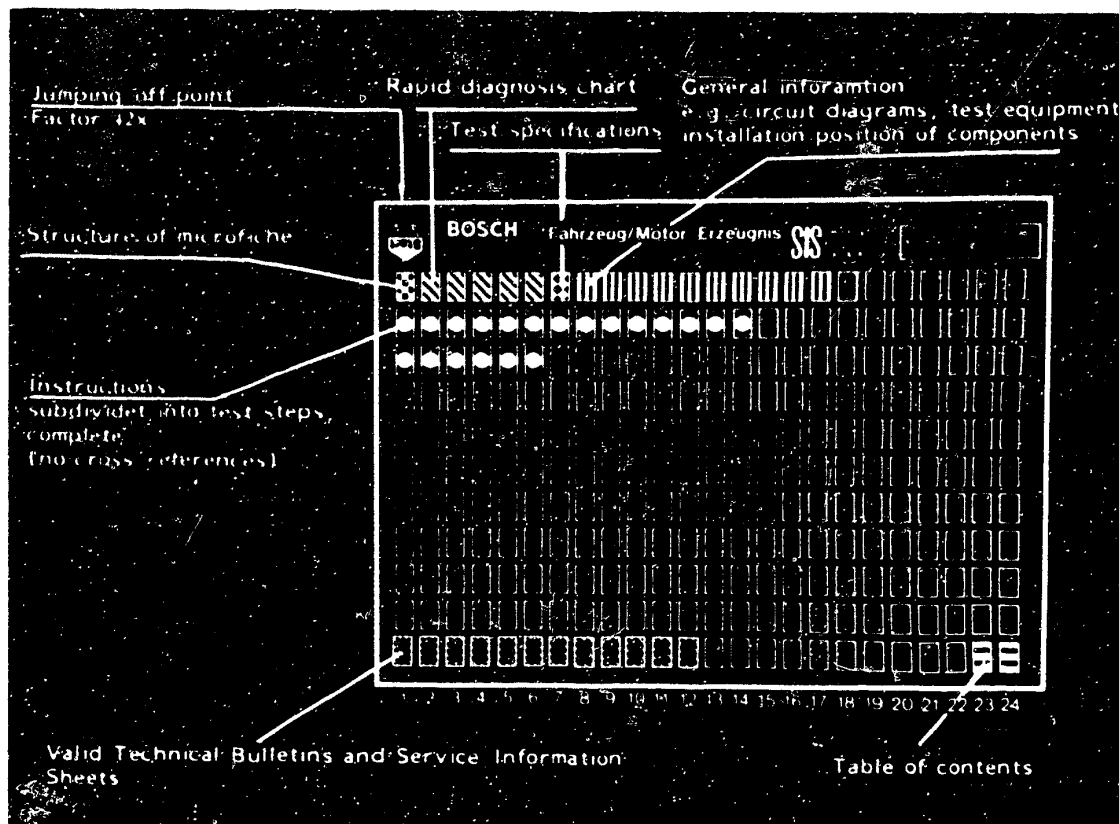 Jumping off point
Factor 42x
Rapid diagnosis chart
Test specifications
General inforamtion
e.g. circuit diagrams, test equipment
installation position of components
Structure of microfiche
BOSCH Fahrzeug/Motor Erzeugnis SIS
Instructions
subdividet into test steps,
complete
(no cross references)
1 2 3 4 5 6 7 8 9 10 11 12 13 14 15 16 17 18 19 20 21 22 23 24
Valid Technical Bulletins and Service Information
Sheets
Table of contents